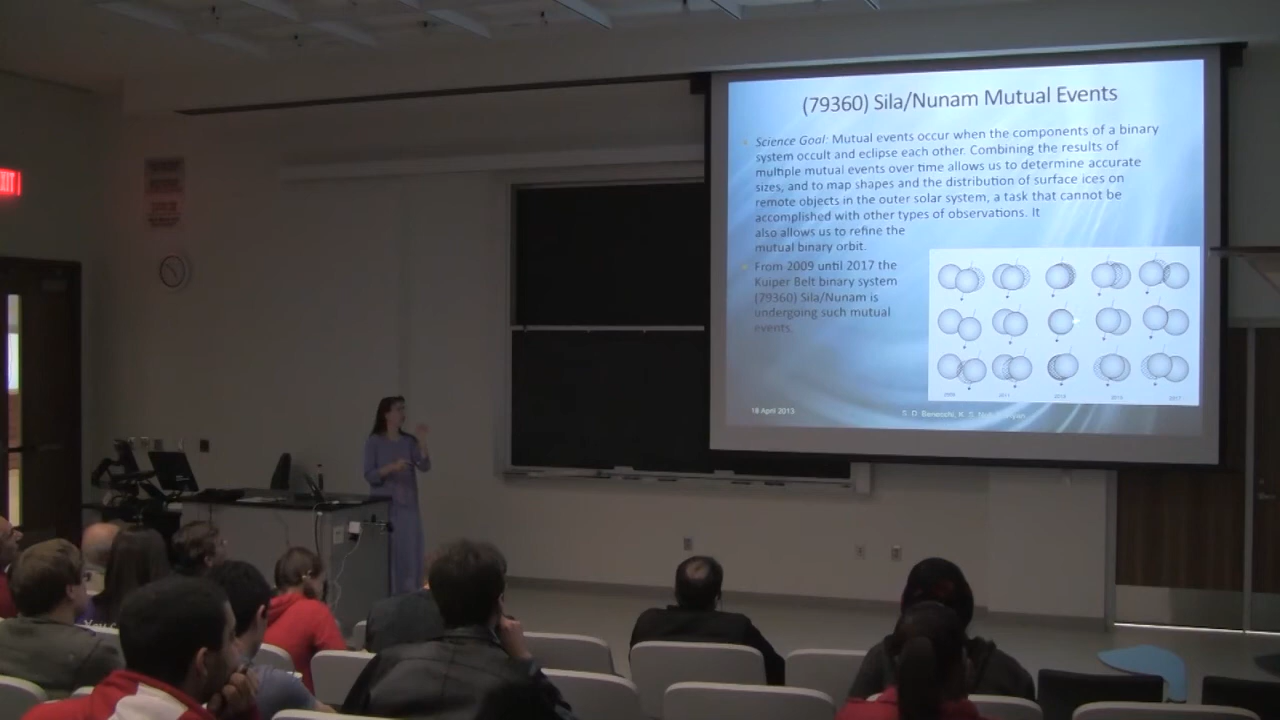 (79360) Sila/Nunam Mutual Events
Science Goal: Mutual events occur when the components of a binary
system occult and eclipse each other. Combining the results of
multiple mutual events over time allows us to determine accurate
sizes, and to map shapes and the distribution of surface ices on
remote objects in the outer solar system, a task that cannot be
accomplished with other types of observations. It
also allows us to refine the
mutual binary orbit.
From 2009 until 2017 the
Kuiper Belt binary system
(79360) Sila/Nunam is
undergoing such mutual
events.
2009 2011 2017
18 April 2013
S. D. Benecchi, K. S.
EXIT